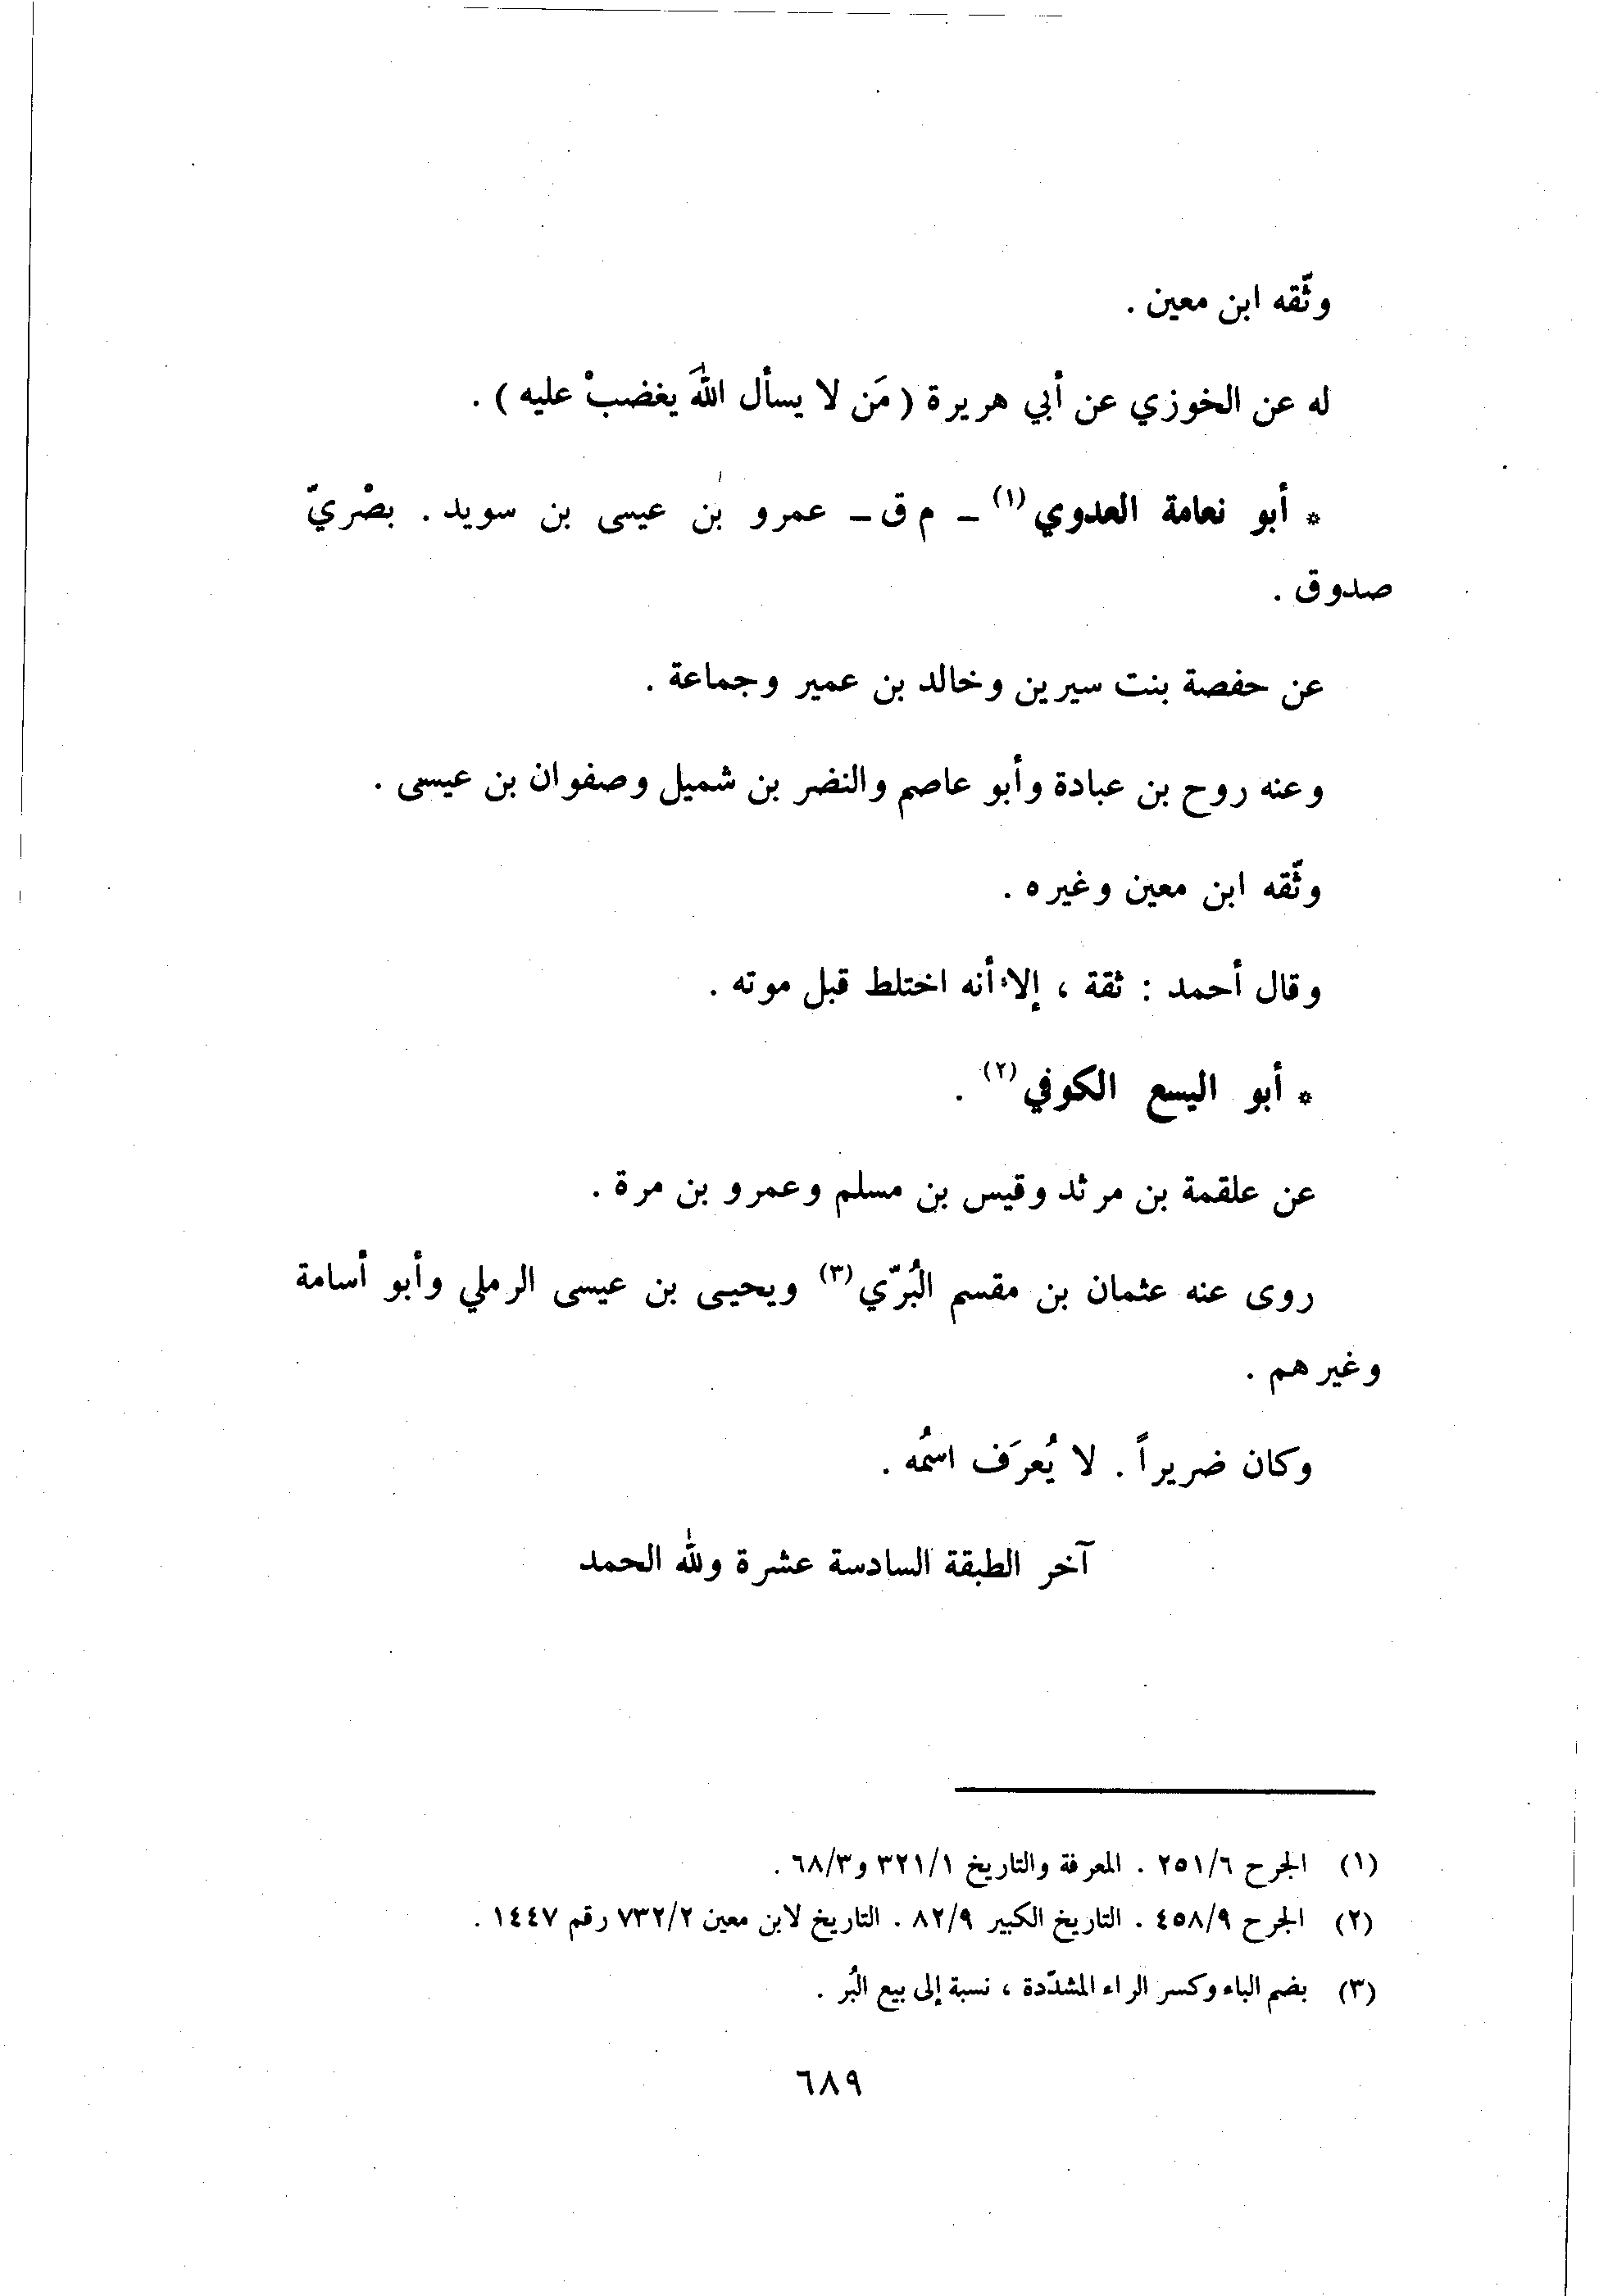 وثّقه ابن معين .
له عن الخوزي عن أبي هريرة ( مَن لا يسأل اللهَ يغضبْ عليه ) .
* أبو نعامة العدوي (١) ـ م ق ـ عمرو بن عيسى بن سويد . بصْريّ
صدوق .
عن حفصة بنت سيرين وخالد بن عمير وجماعة .
وعنه روح بن عبادة وأبو عاصم والنضر بن شميل وصفوان بن عيسى .
وثّقه ابن معين وغيره .
وقال أحمد : ثقة ، إلا أنه اختلط قبل موته .
* أبو اليسع الكوفي (٢) .
عن علقمة بن مرثد وقيس بن مسلم وعمرو بن مرة .
روى عنه عثمان بن مقسم البُرّي (٣) ويحيى بن عيسى الرملي وأبو أسامة
وغيرهم .
وكان ضريراً . لا يُعرَف اسمُه .
آخر الطبقة السادسة عشرة ولله الحمد
(١) الجرح ٢٥١/٦ . المعرفة والتاريخ ٣٢١/١ و٦٨/٣ .
(٢) الجرح ٤٥٨/٩ . التاريخ الكبير ٨٢/٩ . التاريخ لابن معين ٧٣٢/٢ رقم ١٤٤٧ .
(٣) بضم الباء وكسر الراء المشدّدة ، نسبة إلى بيع البُر .
٦٨٩